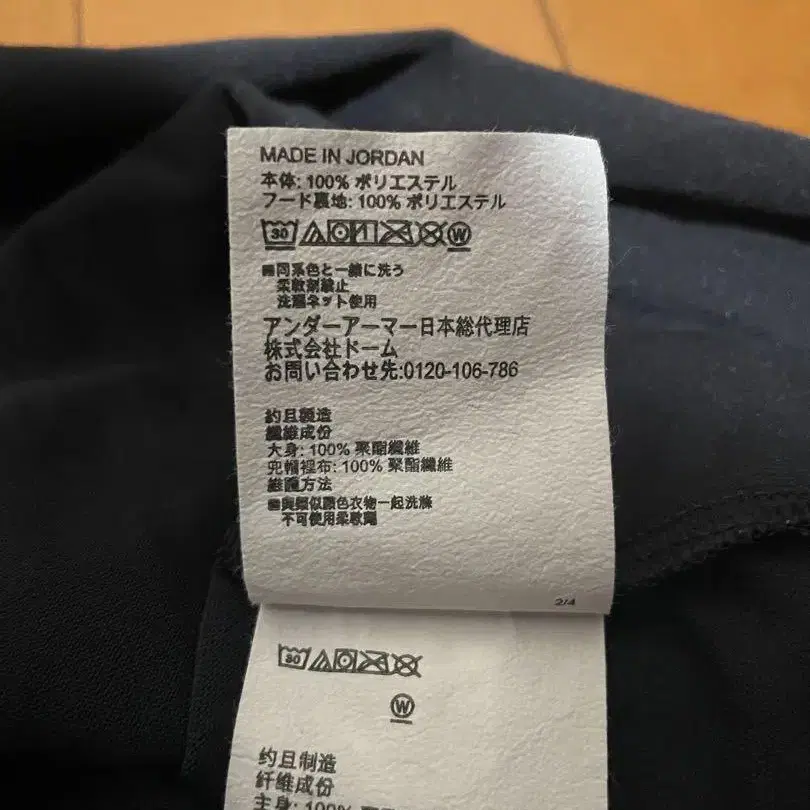 MADE IN JORDAN
本体: 100% ポリエステル
フード裏地: 100% ポリエステル
30 W
■同系色と一緒に洗う
柔軟剤禁止
洗濯ネット使用
アンダーアーマー日本総代理店
株式会社ドーム
お問い合わせ先:0120-106-786
約旦製造
纖維成份
大身: 100% 聚酯纖維
兜帽裡布: 100% 聚酯纖維
維護方法
■與類似顏色衣物一起洗滌
不可使用柔軟劑
2/4
30
W
约旦制造
纤维成份
主身: 100% 聚